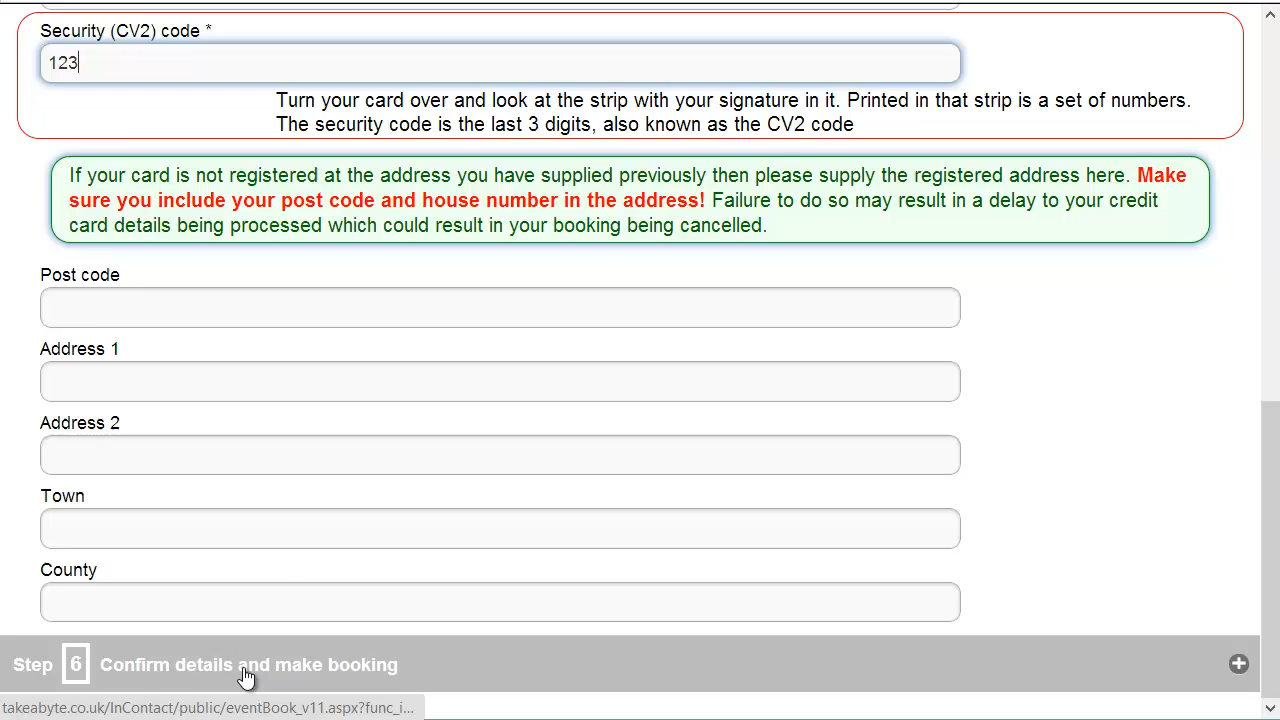 Security (CV2) code *
123
Turn your card over and look at the strip with your signature in it. Printed in that strip is a set of numbers.
The security code is the last 3 digits, also known as the CV2 code
If your card is not registered at the address you have supplied previously then please supply the registered address here. Make
sure you include your post code and house number in the address! Failure to do so may result in a delay to your credit
card details being processed which could result in your booking being cancelled.
Post code
Address 1
Address 2
Town
County
Step 6 Confirm details and make booking
takeabyte.co.uk/InContact/public/eventBook_v11.aspx?func_i...